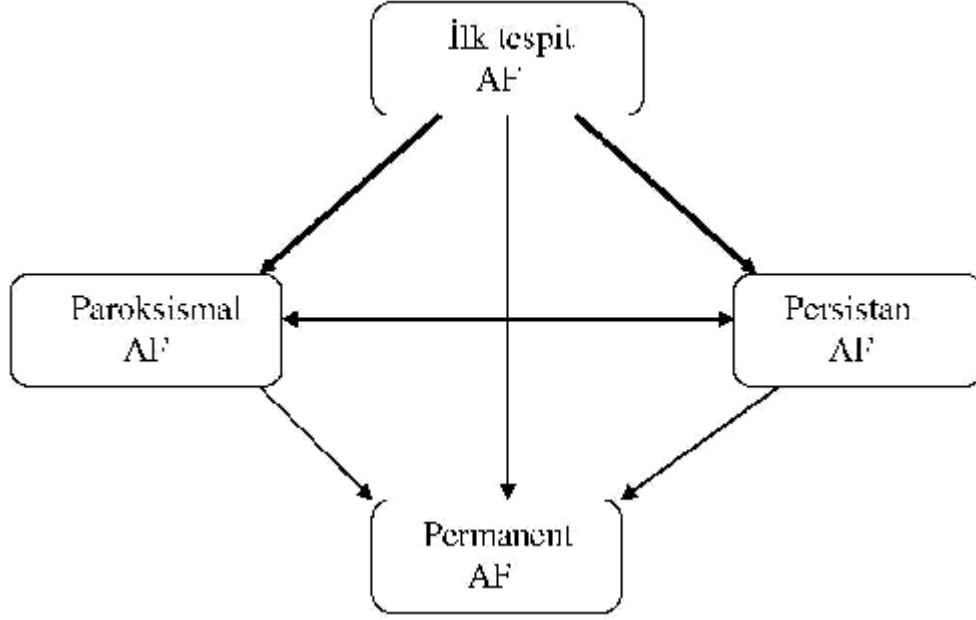 İlk tespit
AF
Paroksismal
AF
Persistan
AF
Permanent
AF